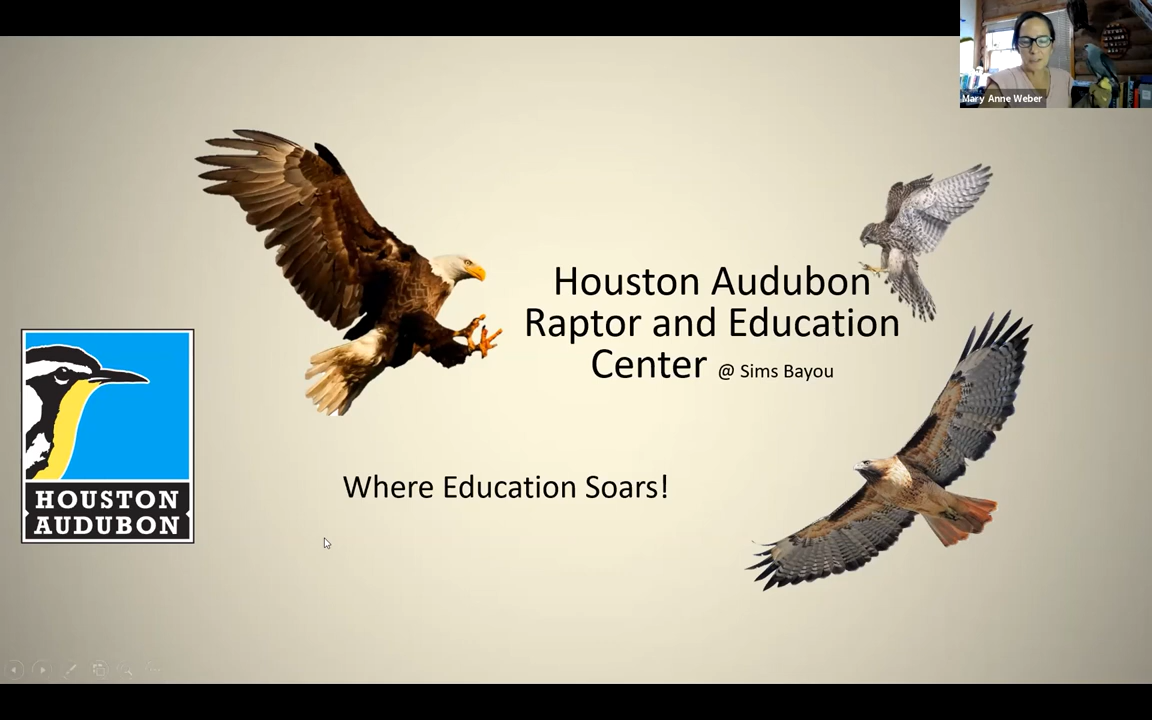 Mary Anne Weber
Houston Audubon
Raptor and Education
Center @ Sims Bayou
Where Education Soars!
HOUSTON
AUDUBON